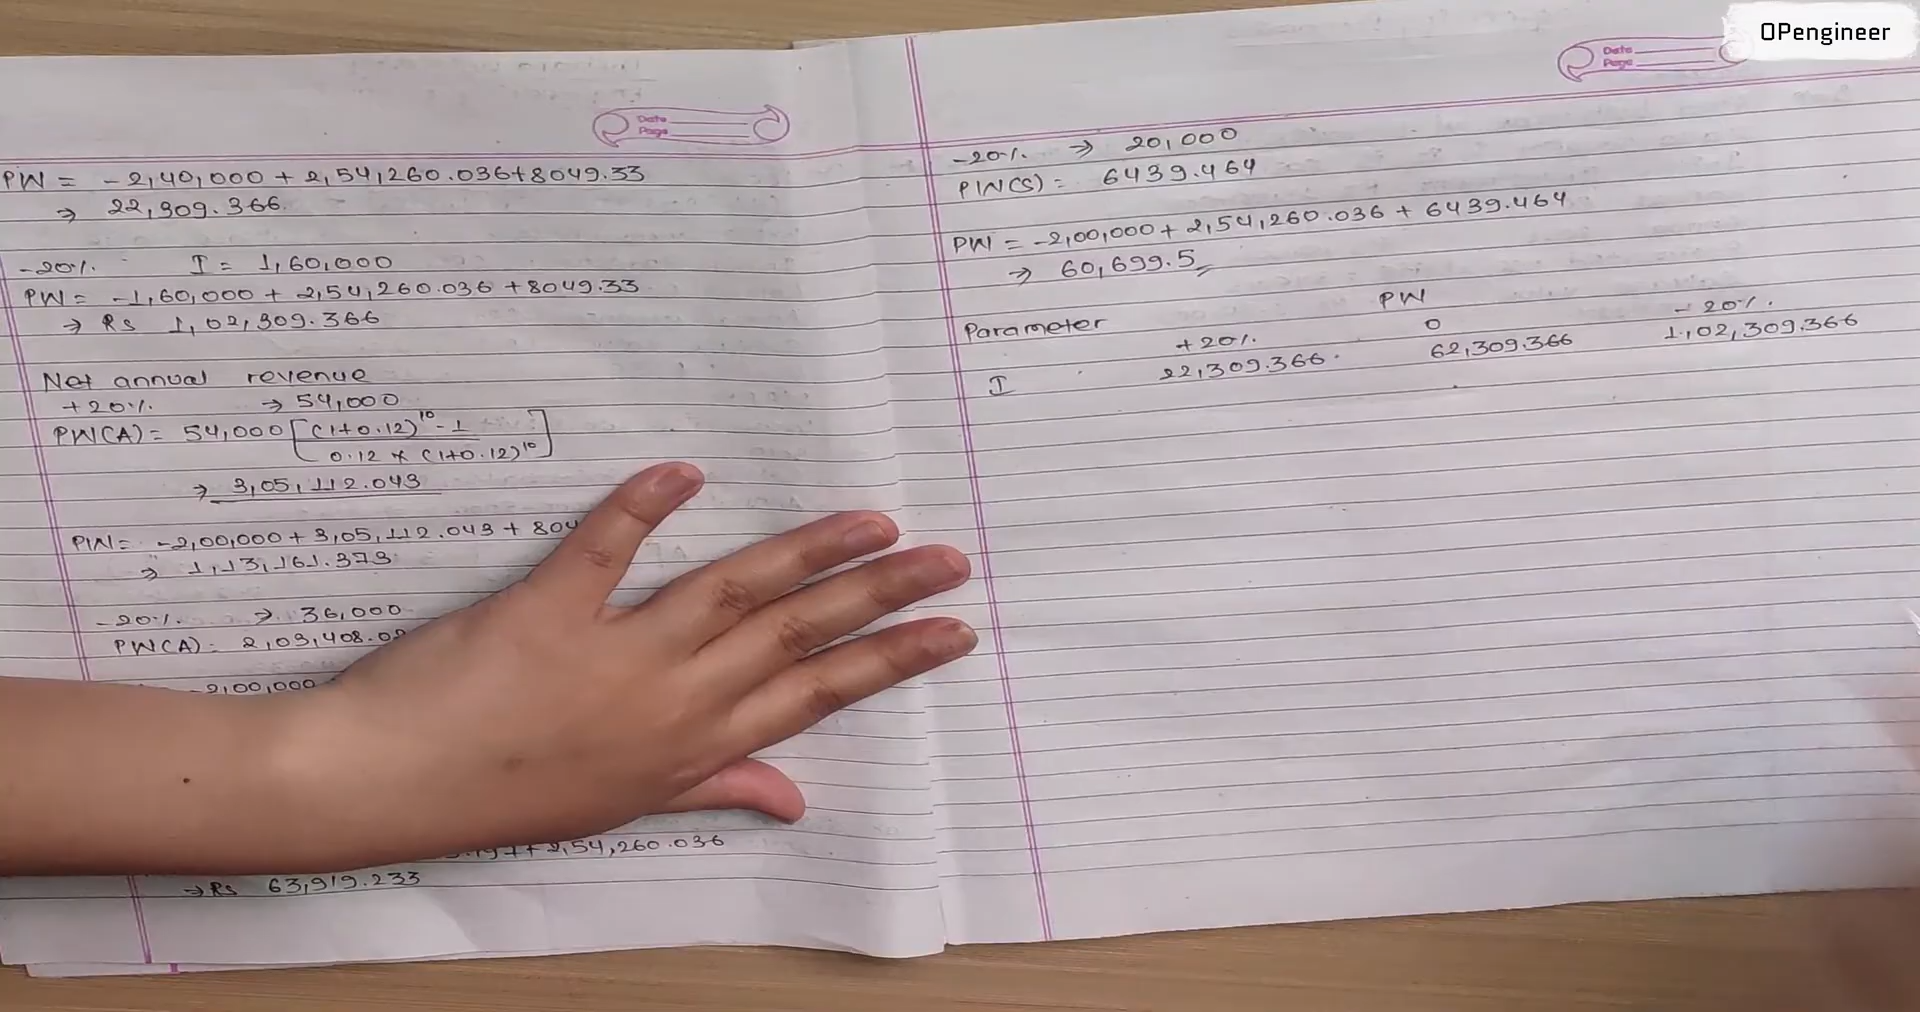 OPengineer
Date
Page
PW = -2,40,000 + 2,54,260.036+8049.33
→ 22,309.366
-20%. I = 1,60,000
PW = -1,60,000 + 2,54,260.036 + 8049.33
→ Rs 1,02,309.366
Net annual revenue
+20%. → 54,000
PW(A) = 54,000 [(1+0.12)^10 - 1
0.12 × (1+0.12)^10]
→ 3,05,112.043
PW = -2,00,000 + 3,05,112.043 + 804
→ 1,13,161.373
-20%. → 36,000
PW(A) = 2,03,408.0
-2,00,000
+ 2,54,260.036
→ Rs 63,919.233
Date
Page
-20%. → 20,000
PW(S) = 6439.464
PW = -2,00,000 + 2,54,260.036 + 6439.464
→ 60,699.5
Parameter PW
+20%. 0 -20%.
I 22,309.366. 62,309.366 1,02,309.366